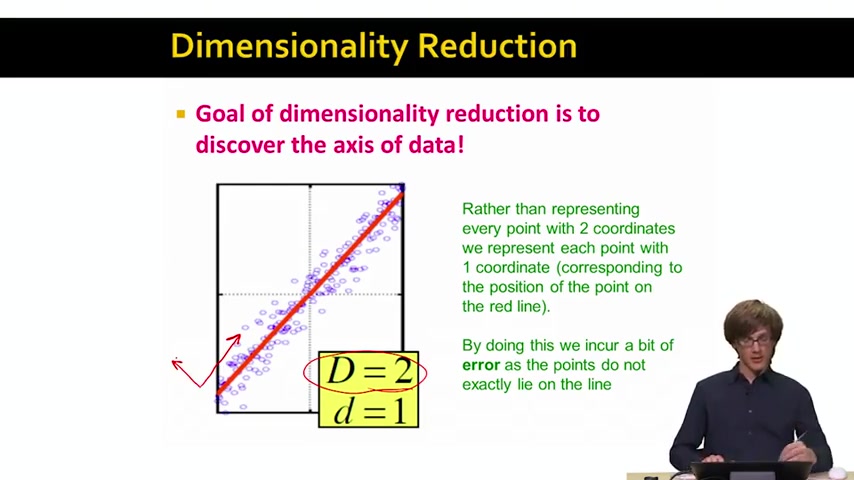 Dimensionality Reduction
Goal of dimensionality reduction is to
discover the axis of data!
Rather than representing
every point with 2 coordinates
we represent each point with
1 coordinate (corresponding to
the position of the point on
the red line).
By doing this we incur a bit of
error as the points do not
exactly lie on the line
D = 2
d = 1